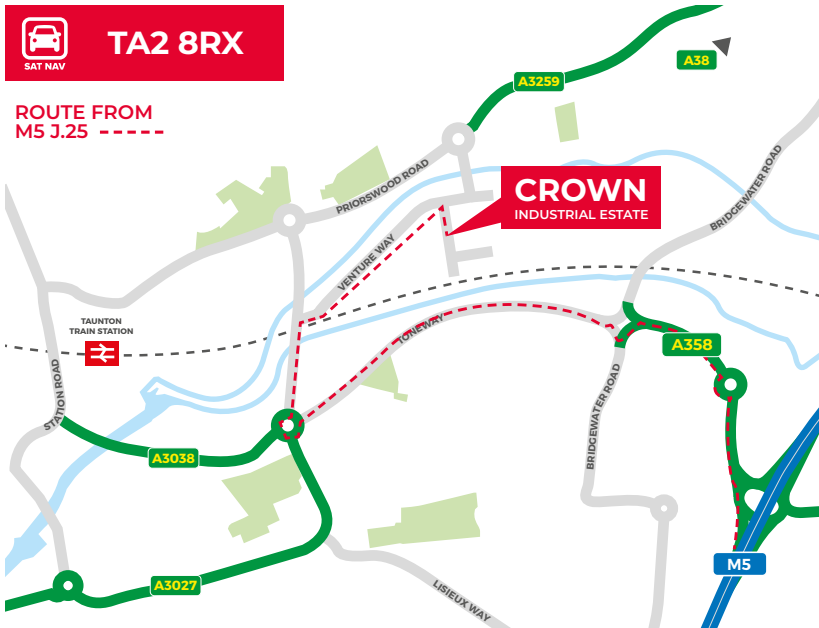 SAT NAV
TA2 8RX
ROUTE FROM
M5 J.25
A38
A3259
PRIORSWOOD ROAD
BRIDGEWATER ROAD
CROWN
INDUSTRIAL ESTATE
VENTURE WAY
TAUNTON
TRAIN STATION
TONEWAY
A358
STATION ROAD
BRIDGEWATER ROAD
A3038
M5
A3027
LISIEUX WAY